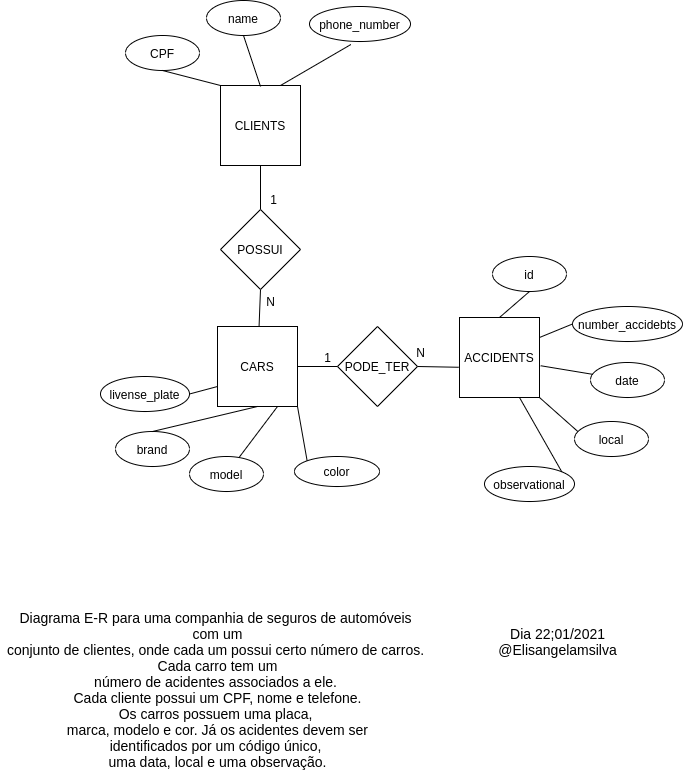 name
phone_number
CPF
CLIENTS
1
POSSUI
N
id
number_accidebts
CARS
1
PODE_TER
N
ACCIDENTS
date
livense_plate
brand
model
color
local
observational
Diagrama E-R para uma companhia de seguros de automóveis
com um
conjunto de clientes, onde cada um possui certo número de carros.
Cada carro tem um
número de acidentes associados a ele.
Cada cliente possui um CPF, nome e telefone.
Os carros possuem uma placa,
marca, modelo e cor. Já os acidentes devem ser
identificados por um código único,
uma data, local e uma observação.
Dia 22;01/2021
@Elisangelamsilva